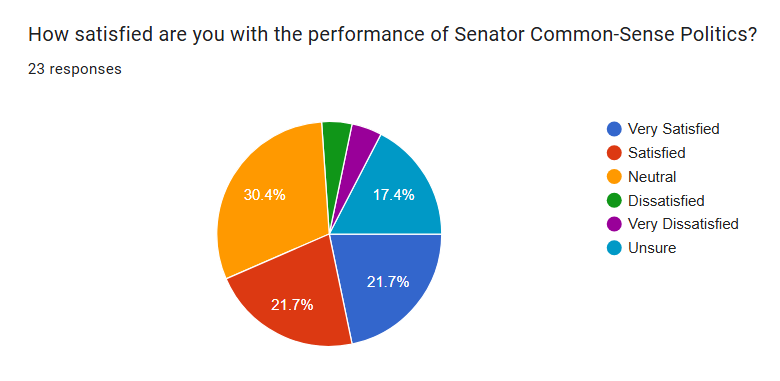 How satisfied are you with the performance of Senator Common-Sense Politics?
23 responses
Very Satisfied
Satisfied
Neutral
Dissatisfied
Very Dissatisfied
Unsure
30.4%
17.4%
21.7%
21.7%